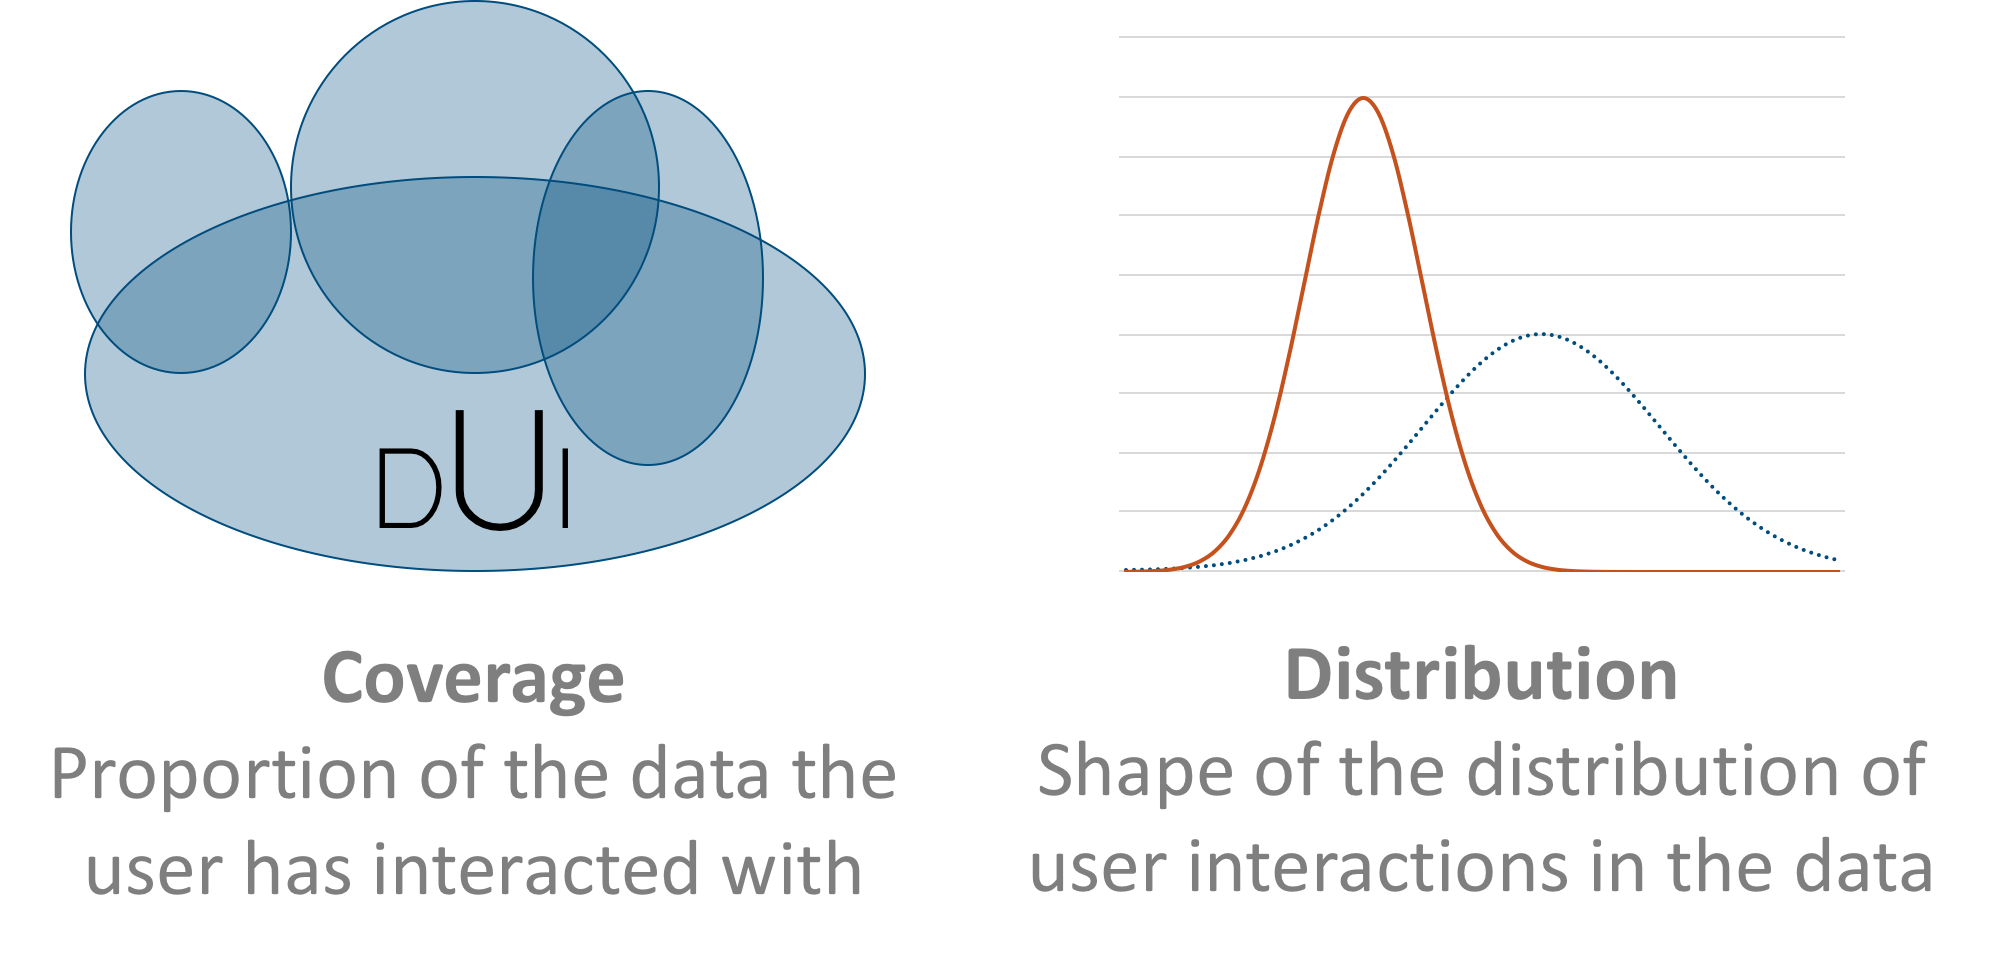 DUI
Coverage
Proportion of the data the
user has interacted with
Distribution
Shape of the distribution of
user interactions in the data